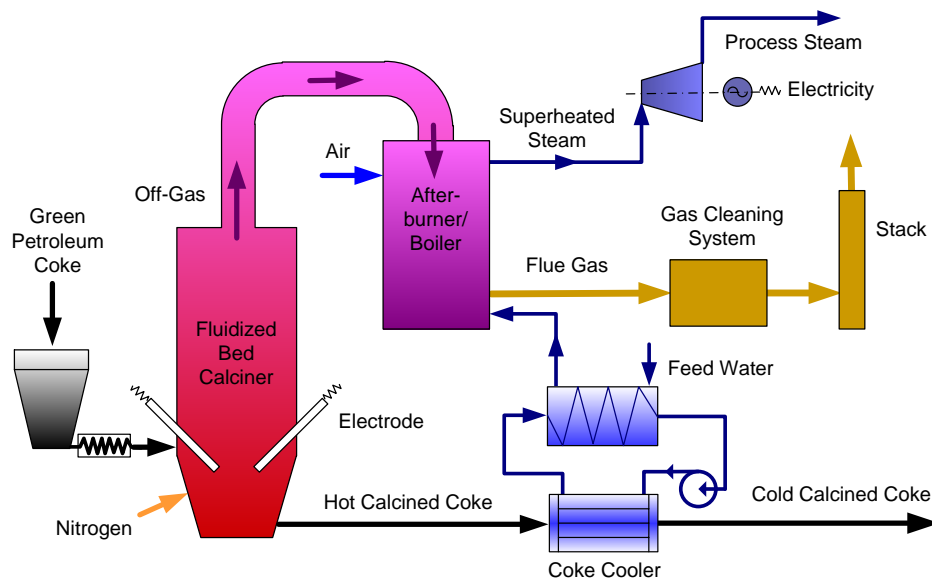 Process Steam
Electricity
Superheated
Steam
Air
Off-Gas
After-
burner/
Boiler
Green
Petroleum
Coke
Gas Cleaning
System
Stack
Flue Gas
Fluidized
Bed
Calciner
Feed Water
Electrode
Hot Calcined Coke
Cold Calcined Coke
Nitrogen
Coke Cooler